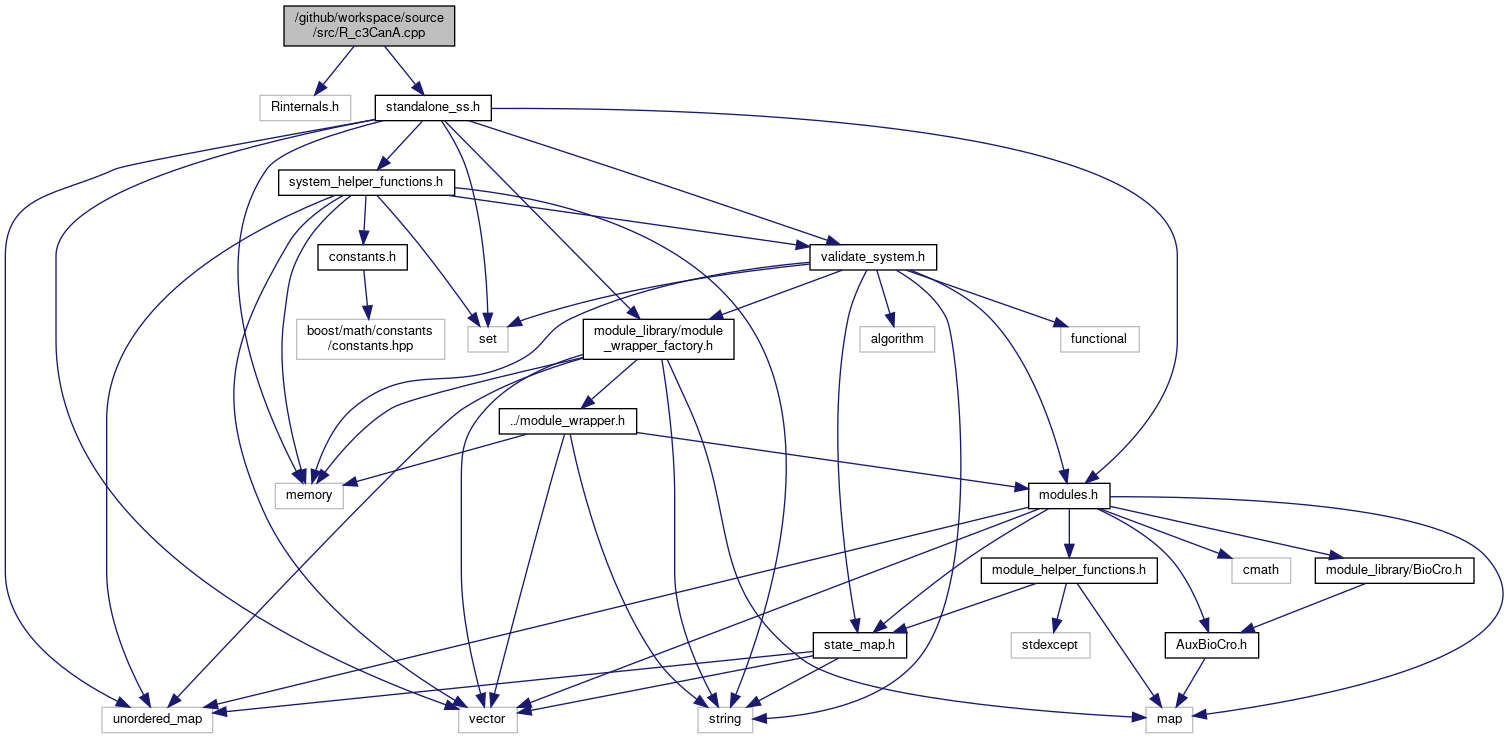 /github/workspace/source
/src/R_c3CanA.cpp
Rinternals.h
standalone_ss.h
system_helper_functions.h
constants.h
validate_system.h
boost/math/constants
/constants.hpp
set
module_library/module
_wrapper_factory.h
algorithm
functional
../module_wrapper.h
memory
modules.h
module_helper_functions.h
cmath
module_library/BioCro.h
state_map.h
stdexcept
AuxBioCro.h
unordered_map
vector
string
map